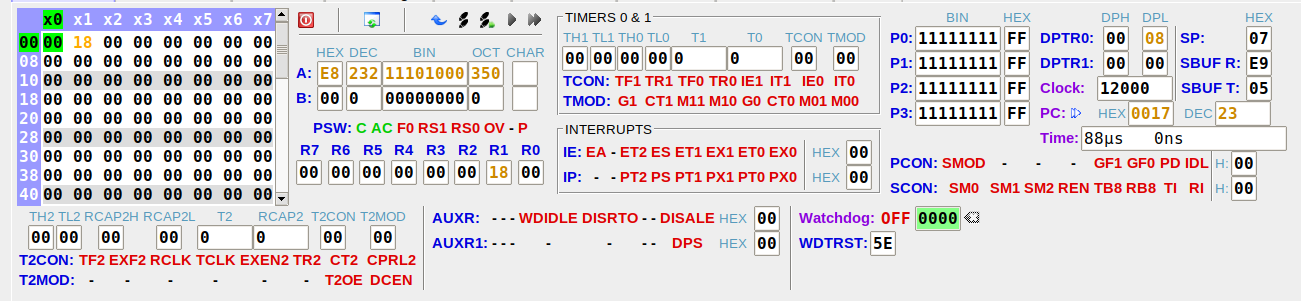 x0 x1 x2 x3 x4 x5 x6 x7
00 00 18 00 00 00 00 00 00
08 00 00 00 00 00 00 00 00
10 00 00 00 00 00 00 00 00
18 00 00 00 00 00 00 00 00
20 00 00 00 00 00 00 00 00
28 00 00 00 00 00 00 00 00
30 00 00 00 00 00 00 00 00
38 00 00 00 00 00 00 00 00
40 00 00 00 00 00 00 00 00
HEX DEC BIN OCT CHAR
A: E8 232 11101000 350
B: 00 0 00000000 0
PSW: C AC F0 RS1 RS0 OV - P
R7 R6 R5 R4 R3 R2 R1 R0
00 00 00 00 00 00 18 00
TIMERS 0 & 1
TH1 TL1 TH0 TL0 T1 T0 TCON TMOD
00 00 00 00 0 0 00 00
TCON: TF1 TR1 TF0 TR0 IE1 IT1 IE0 IT0
TMOD: G1 CT1 M11 M10 G0 CT0 M01 M00
INTERRUPTS
IE: EA - ET2 ES ET1 EX1 ET0 EX0 HEX 00
IP: - - PT2 PS PT1 PX1 PT0 PX0 HEX 00
BIN HEX DPH DPL HEX
P0: 11111111 FF DPTR0: 00 08 SP: 07
P1: 11111111 FF DPTR1: 00 00 SBUF R: E9
P2: 11111111 FF Clock: 12000 SBUF T: 05
P3: 11111111 FF PC: HEX 0017 DEC 23
Time: 88µs 0ns
PCON: SMOD - - - GF1 GF0 PD IDL H: 00
SCON: SM0 SM1 SM2 REN TB8 RB8 TI RI H: 00
TH2 TL2 RCAP2H RCAP2L T2 RCAP2 T2CON T2MOD
00 00 00 00 0 0 00 00
T2CON: TF2 EXF2 RCLK TCLK EXEN2 TR2 CT2 CPRL2
T2MOD: - - - - - - T2OE DCEN
AUXR: - - - WDIDLE DISRTO - - DISALE HEX 00
AUXR1: - - - - - - - DPS HEX 00
Watchdog: OFF 0000
WDTRST: 5E